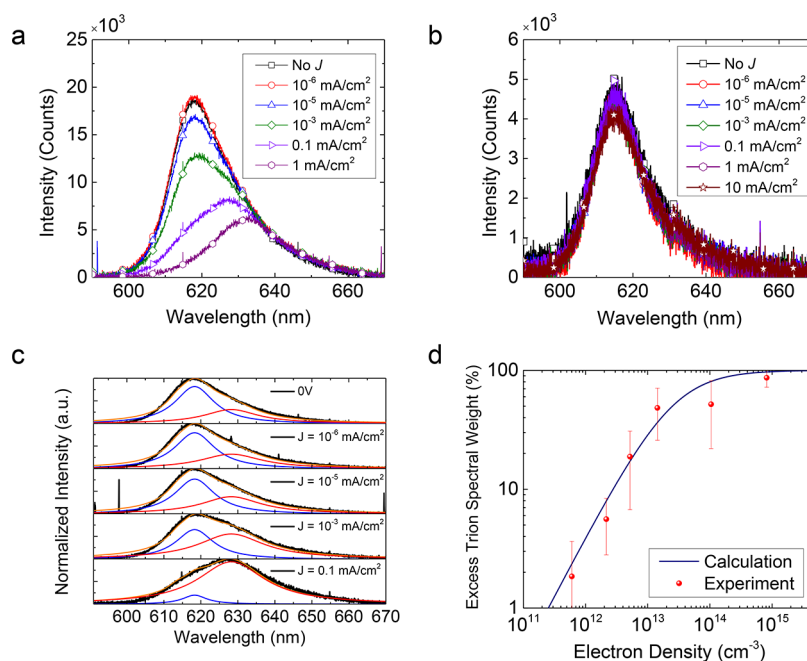 a
25 ×10³
20
15
10
5
0
600 620 640 660
Intensity (Counts)
Wavelength (nm)
No J
10⁻⁶ mA/cm²
10⁻⁵ mA/cm²
10⁻³ mA/cm²
0.1 mA/cm²
1 mA/cm²
b
6 ×10³
5
4
3
2
1
0
600 620 640 660
Intensity (Counts)
Wavelength (nm)
No J
10⁻⁶ mA/cm²
10⁻⁵ mA/cm²
10⁻³ mA/cm²
0.1 mA/cm²
1 mA/cm²
10 mA/cm²
c
Normalized Intensity (a.u.)
0V
J = 10⁻⁶ mA/cm²
J = 10⁻⁵ mA/cm²
J = 10⁻³ mA/cm²
J = 0.1 mA/cm²
600 610 620 630 640 650 660 670
Wavelength (nm)
d
Excess Trion Spectral Weight (%)
100
10
1
Calculation
Experiment
10¹¹ 10¹² 10¹³ 10¹⁴ 10¹⁵
Electron Density (cm⁻³)